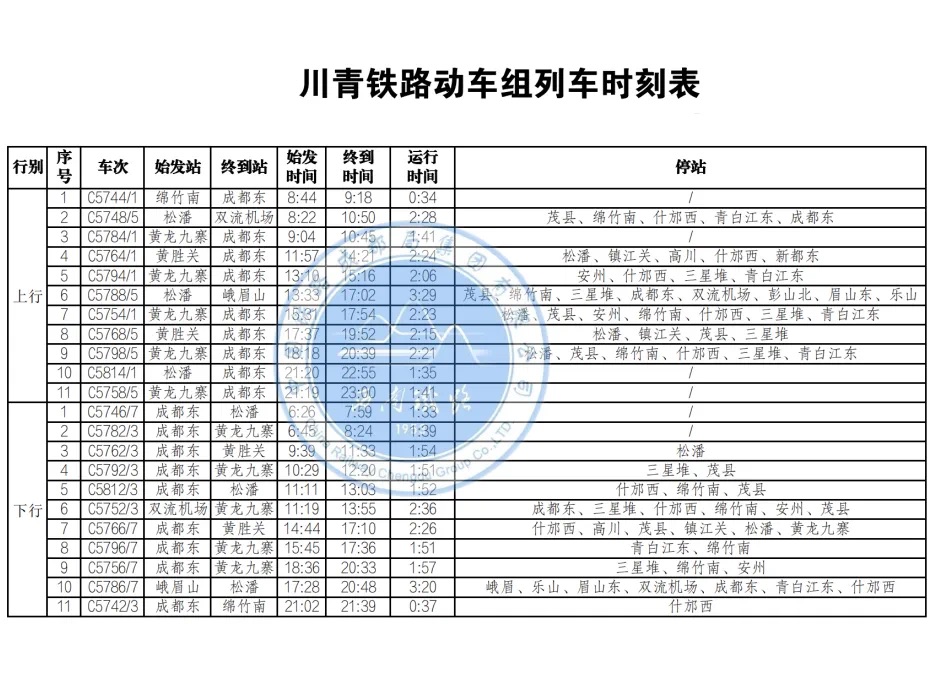 川青铁路动车组列车时刻表
行别 序号 车次 始发站 终到站 始发时间 终到时间 运行时间 停站
上行
1 C5744/1 绵竹南 成都东 8:44 9:18 0:34 /
2 C5748/5 松潘 双流机场 8:22 10:50 2:28 茂县、绵竹南、什邡西、青白江东、成都东
3 C5784/1 黄龙九寨 成都东 9:04 10:45 1:41 /
4 C5764/1 黄胜关 成都东 11:57 14:21 2:24 松潘、镇江关、高川、什邡西、新都东
5 C5794/1 黄龙九寨 成都东 13:10 15:16 2:06 安州、什邡西、三星堆、青白江东
6 C5788/5 松潘 峨眉山 13:33 17:02 3:29 茂县、绵竹南、三星堆、成都东、双流机场、彭山北、眉山东、乐山
7 C5754/1 黄龙九寨 成都东 15:31 17:54 2:23 松潘、茂县、安州、绵竹南、什邡西、三星堆、青白江东
8 C5768/5 黄胜关 成都东 17:37 19:52 2:15 松潘、镇江关、茂县、三星堆
9 C5798/5 黄龙九寨 成都东 18:18 20:39 2:21 松潘、茂县、绵竹南、什邡西、三星堆、青白江东
10 C5814/1 松潘 成都东 21:20 22:55 1:35 /
11 C5758/5 黄龙九寨 成都东 21:19 23:00 1:41 /
下行
1 C5746/7 成都东 松潘 6:26 7:59 1:33 /
2 C5782/3 成都东 黄龙九寨 6:45 8:24 1:39 /
3 C5762/3 成都东 黄胜关 9:39 11:33 1:54 松潘
4 C5792/3 成都东 黄龙九寨 10:29 12:20 1:51 三星堆、茂县
5 C5812/3 成都东 松潘 11:11 13:03 1:52 什邡西、绵竹南、茂县
6 C5752/3 双流机场 黄龙九寨 11:19 13:55 2:36 成都东、三星堆、什邡西、绵竹南、安州、茂县
7 C5766/7 成都东 黄胜关 14:44 17:10 2:26 什邡西、高川、茂县、镇江关、松潘、黄龙九寨
8 C5796/7 成都东 黄龙九寨 15:45 17:36 1:51 青白江东、绵竹南
9 C5756/7 成都东 黄龙九寨 18:36 20:33 1:57 三星堆、绵竹南、安州
10 C5786/7 峨眉山 松潘 17:28 20:48 3:20 峨眉、乐山、眉山东、双流机场、成都东、青白江东、什邡西
11 C5742/3 成都东 绵竹南 21:02 21:39 0:37 什邡西